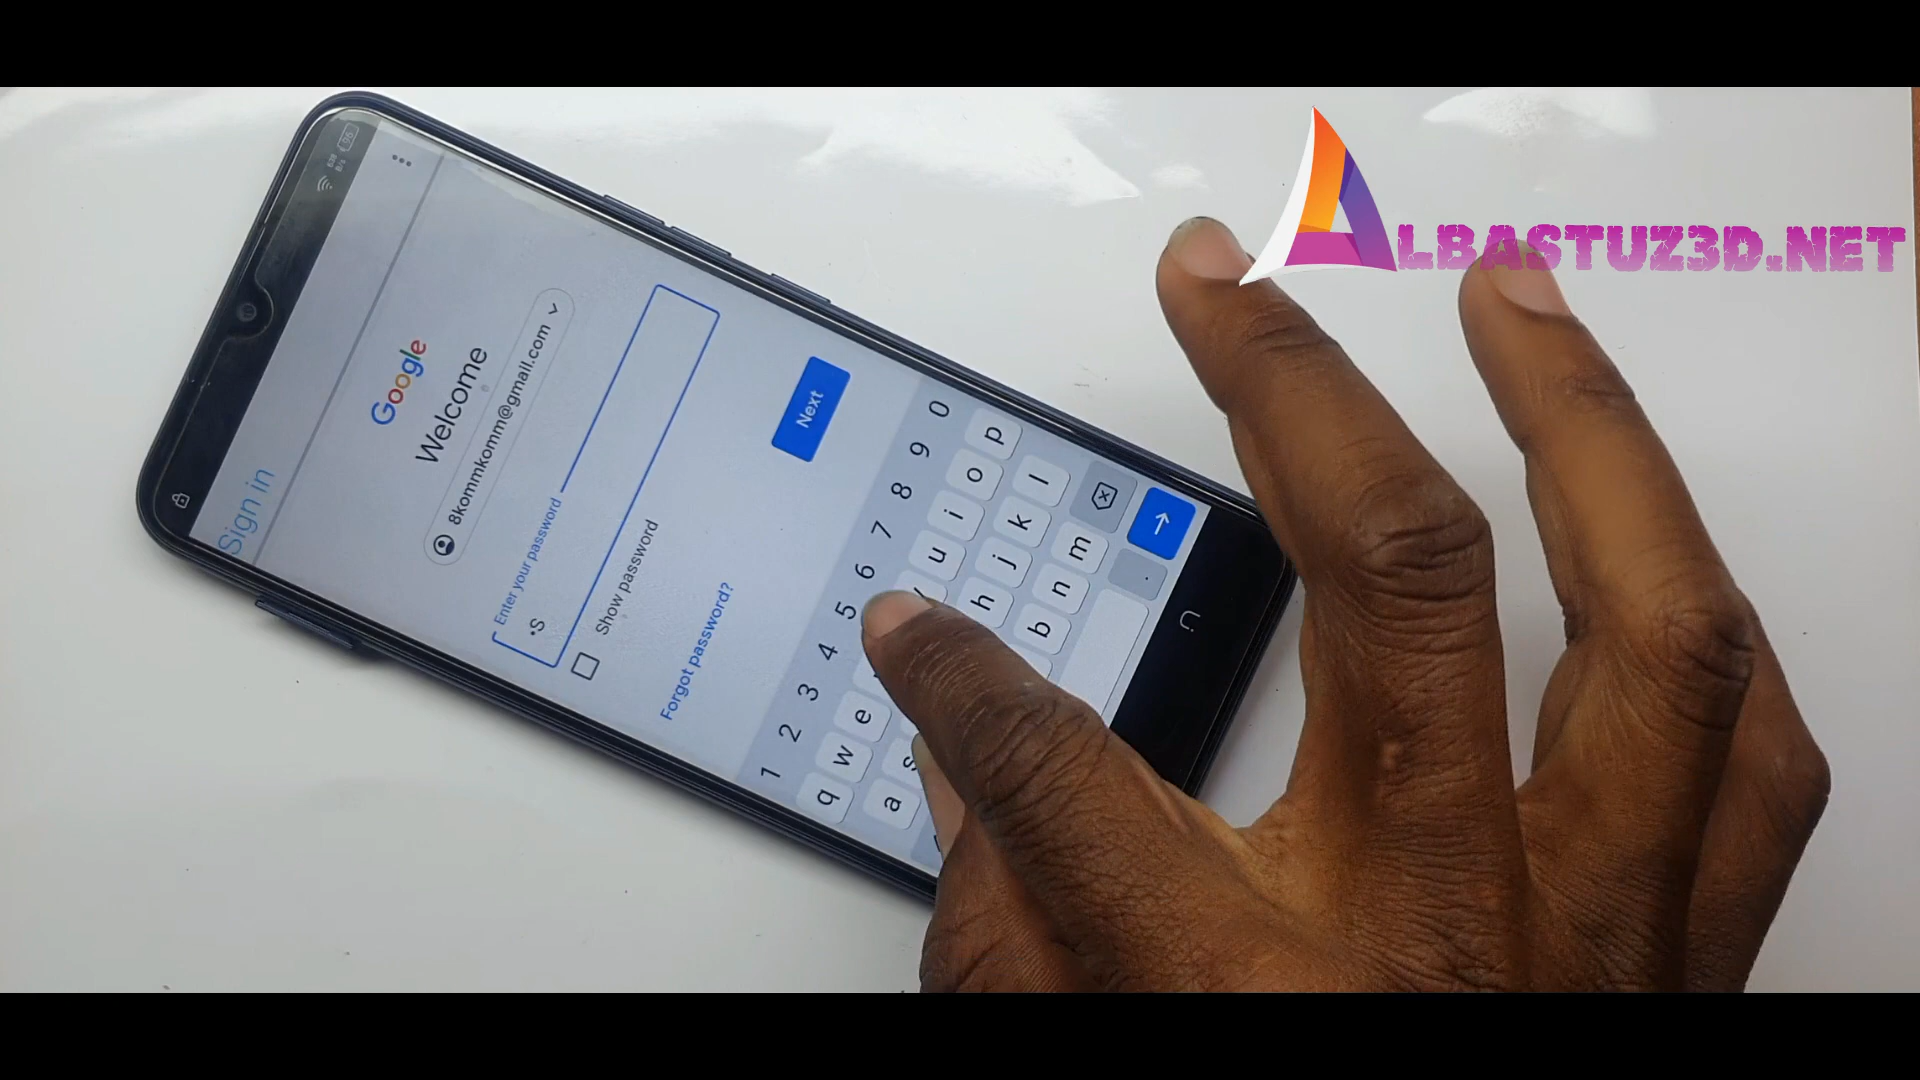 ALBASTUZ3D.NET
96
Sign in
Google
Welcome
8kommkomm@gmail.com
Enter your password
•S
Show password
Forgot password?
Next
1 2 3 4 5 6 7 8 9 0
q w e u i o p
a s h j k l
b n m
.